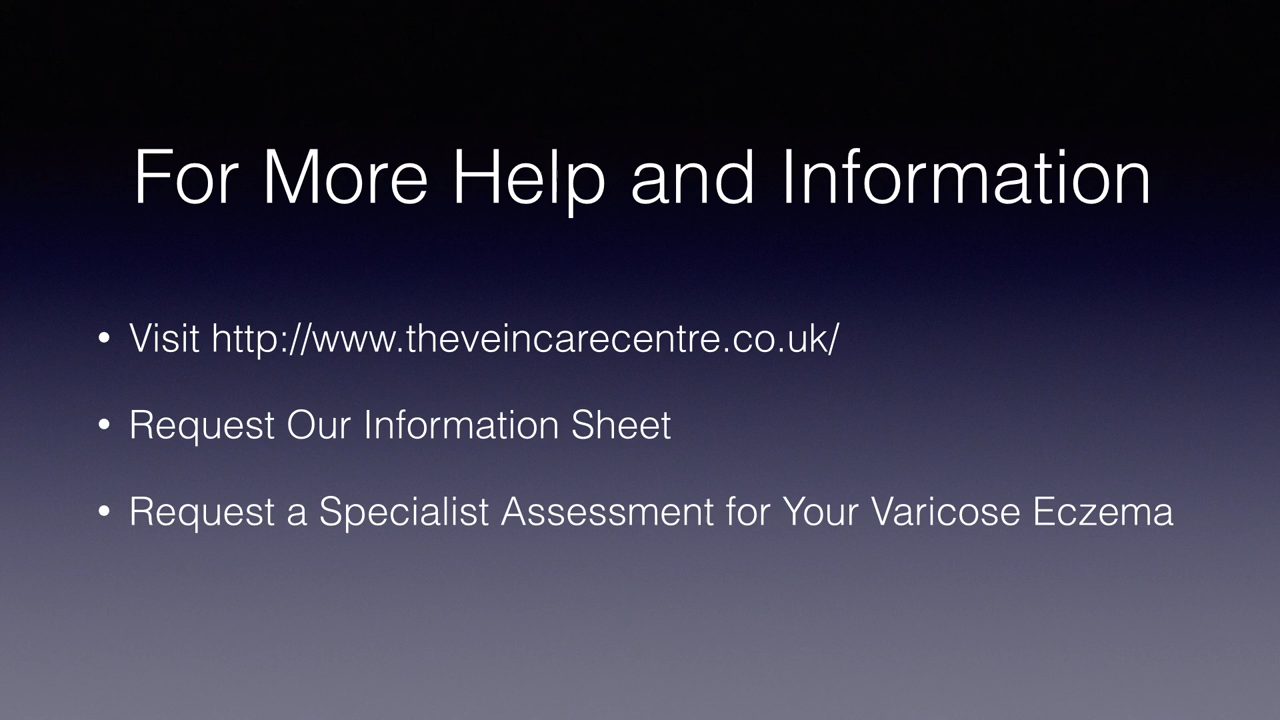 For More Help and Information
• Visit http://www.theveincarecentre.co.uk/
• Request Our Information Sheet
• Request a Specialist Assessment for Your Varicose Eczema